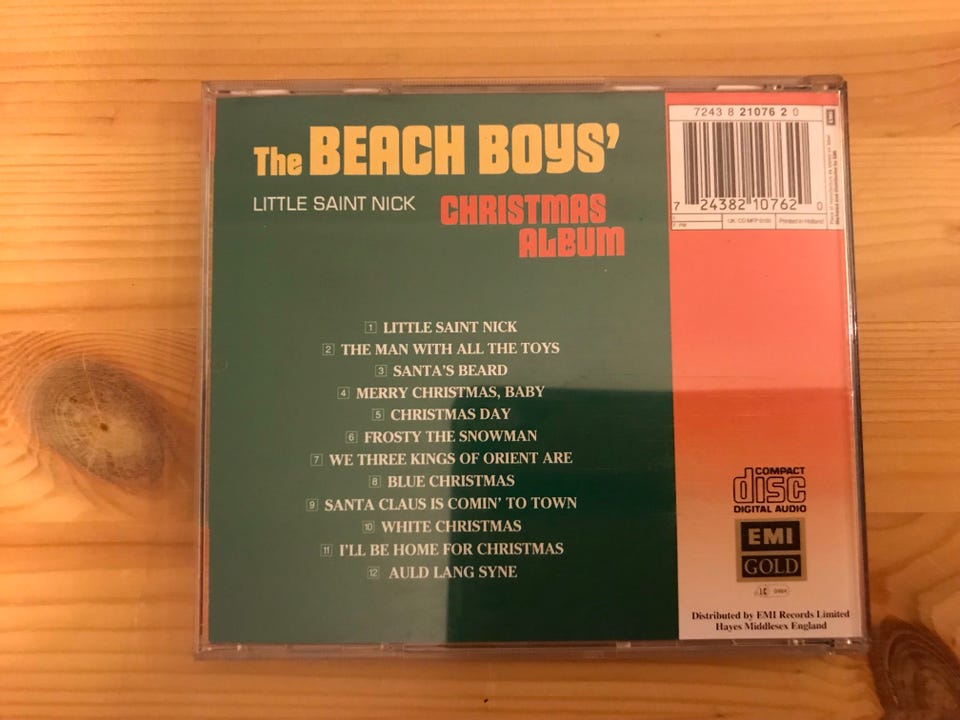 The BEACH BOYS'
LITTLE SAINT NICK
CHRISTMAS
ALBUM
1 LITTLE SAINT NICK
2 THE MAN WITH ALL THE TOYS
3 SANTA'S BEARD
4 MERRY CHRISTMAS, BABY
5 CHRISTMAS DAY
6 FROSTY THE SNOWMAN
7 WE THREE KINGS OF ORIENT ARE
8 BLUE CHRISTMAS
9 SANTA CLAUS IS COMIN' TO TOWN
10 WHITE CHRISTMAS
11 I'LL BE HOME FOR CHRISTMAS
12 AULD LANG SYNE
7243 8 21076 2 0
7 24382 10762 0
UK: CD MFP 6150
Printed in Holland
COMPACT
disc
DIGITAL AUDIO
EMI
GOLD
Distributed by EMI Records Limited
Hayes Middlesex England